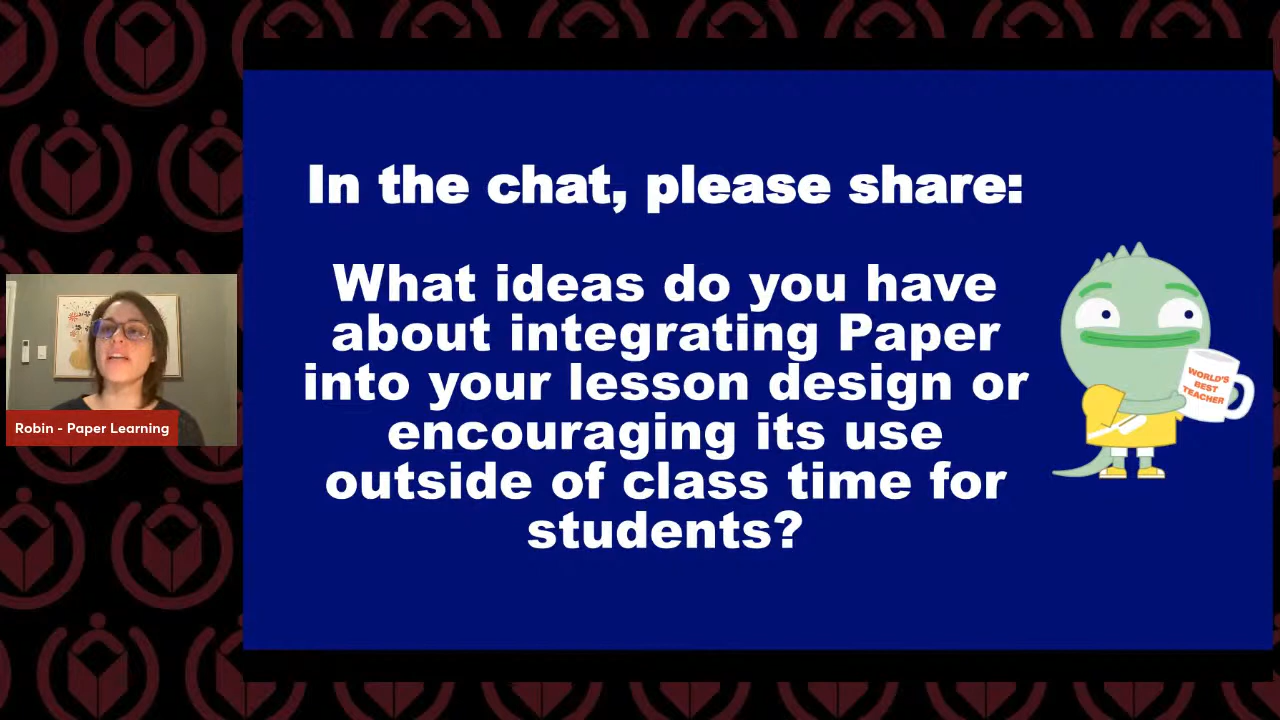 In the chat, please share:
What ideas do you have
about integrating Paper
into your lesson design or
encouraging its use
outside of class time for
students?
WORLD'S
BEST
TEACHER
Robin - Paper Learning